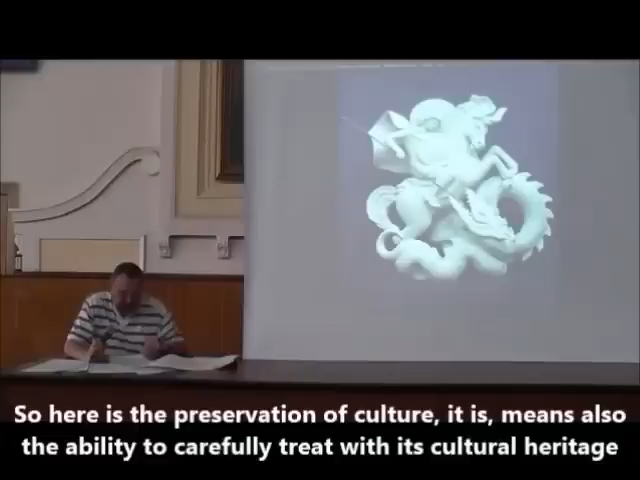 So here is the preservation of culture, it is, means also
the ability to carefully treat with its cultural heritage